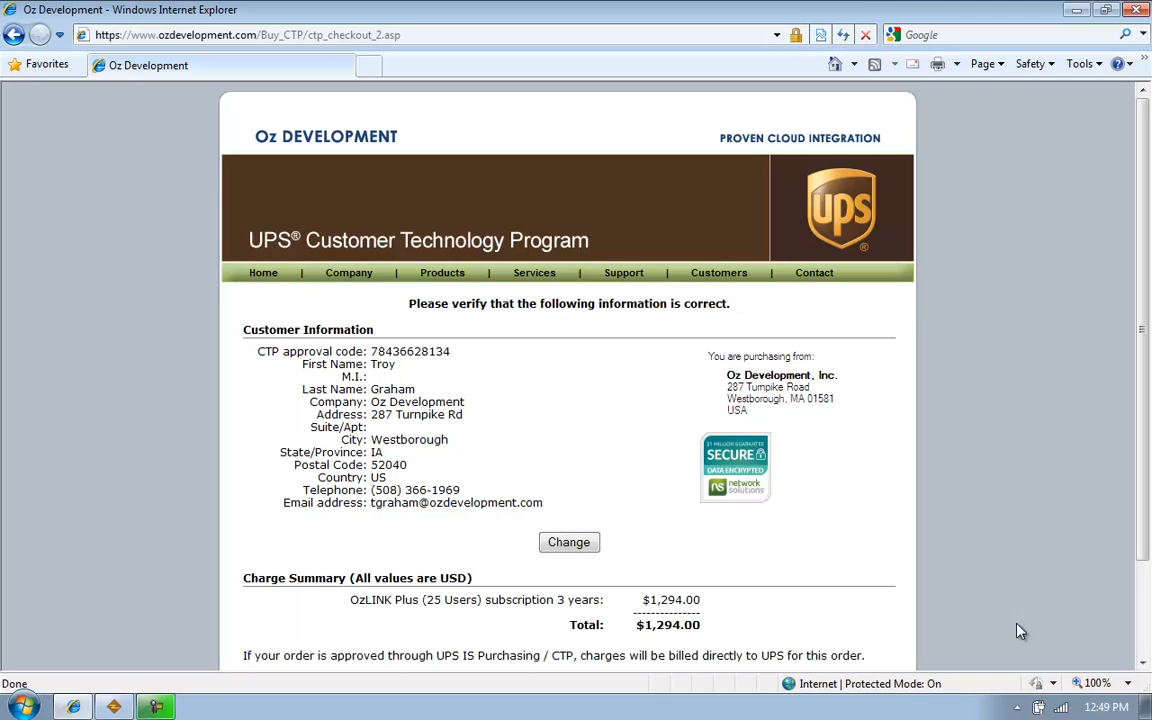 Oz Development - Windows Internet Explorer
https://www.ozdevelopment.com/Buy_CTP/ctp_checkout_2.asp
Google
Favorites
Oz Development
Page
Safety
Tools
Oz DEVELOPMENT
PROVEN CLOUD INTEGRATION
UPS® Customer Technology Program
ups
®
Home | Company | Products | Services | Support | Customers | Contact
Please verify that the following information is correct.
Customer Information
CTP approval code: 78436628134
First Name: Troy
M.I.:
Last Name: Graham
Company: Oz Development
Address: 287 Turnpike Rd
Suite/Apt:
City: Westborough
State/Province: IA
Postal Code: 52040
Country: US
Telephone: (508) 366-1969
Email address: tgraham@ozdevelopment.com
You are purchasing from:
Oz Development, Inc.
287 Turnpike Road
Westborough, MA 01581
USA
$1 MILLION GUARANTEE
SECURE
DATA ENCRYPTED
ns network solutions
Change
Charge Summary (All values are USD)
OzLINK Plus (25 Users) subscription 3 years: $1,294.00
---------------
Total: $1,294.00
If your order is approved through UPS IS Purchasing / CTP, charges will be billed directly to UPS for this order.
Done
Internet | Protected Mode: On
100%
12:49 PM